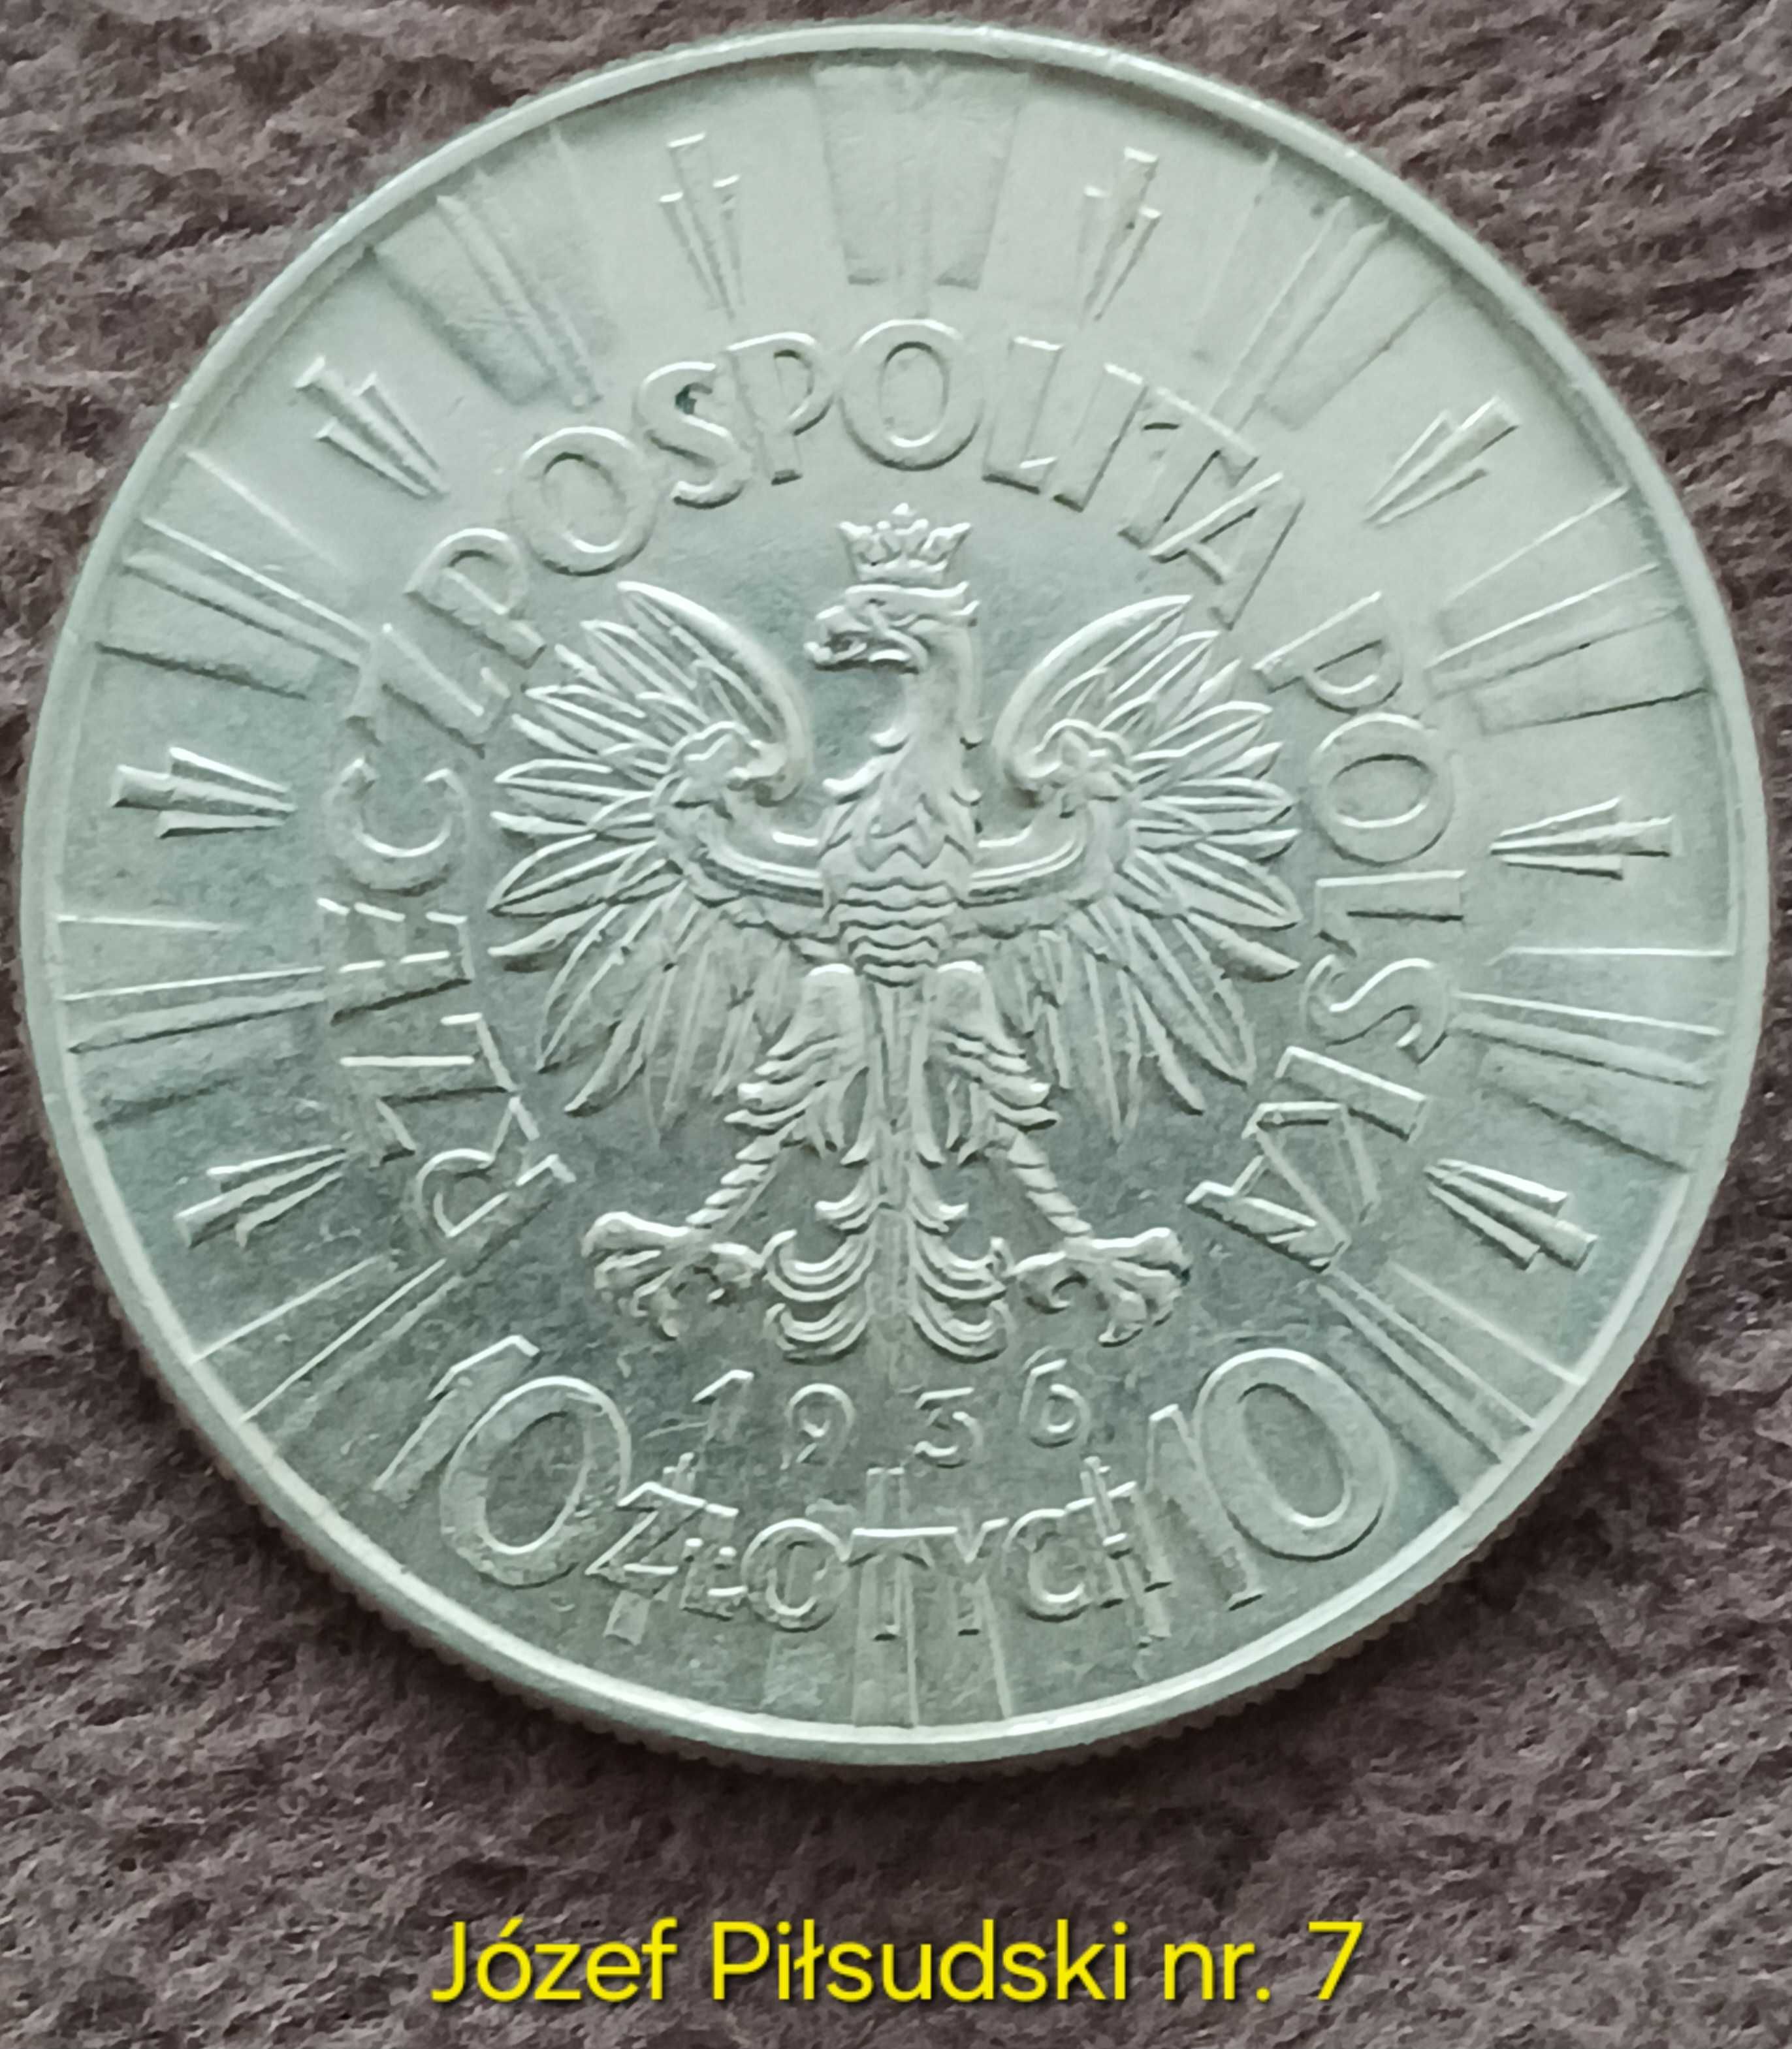 RZECZPOSPOLITA POLSKA
1936
10 ZŁOTYCH 10
Józef Piłsudski nr. 7